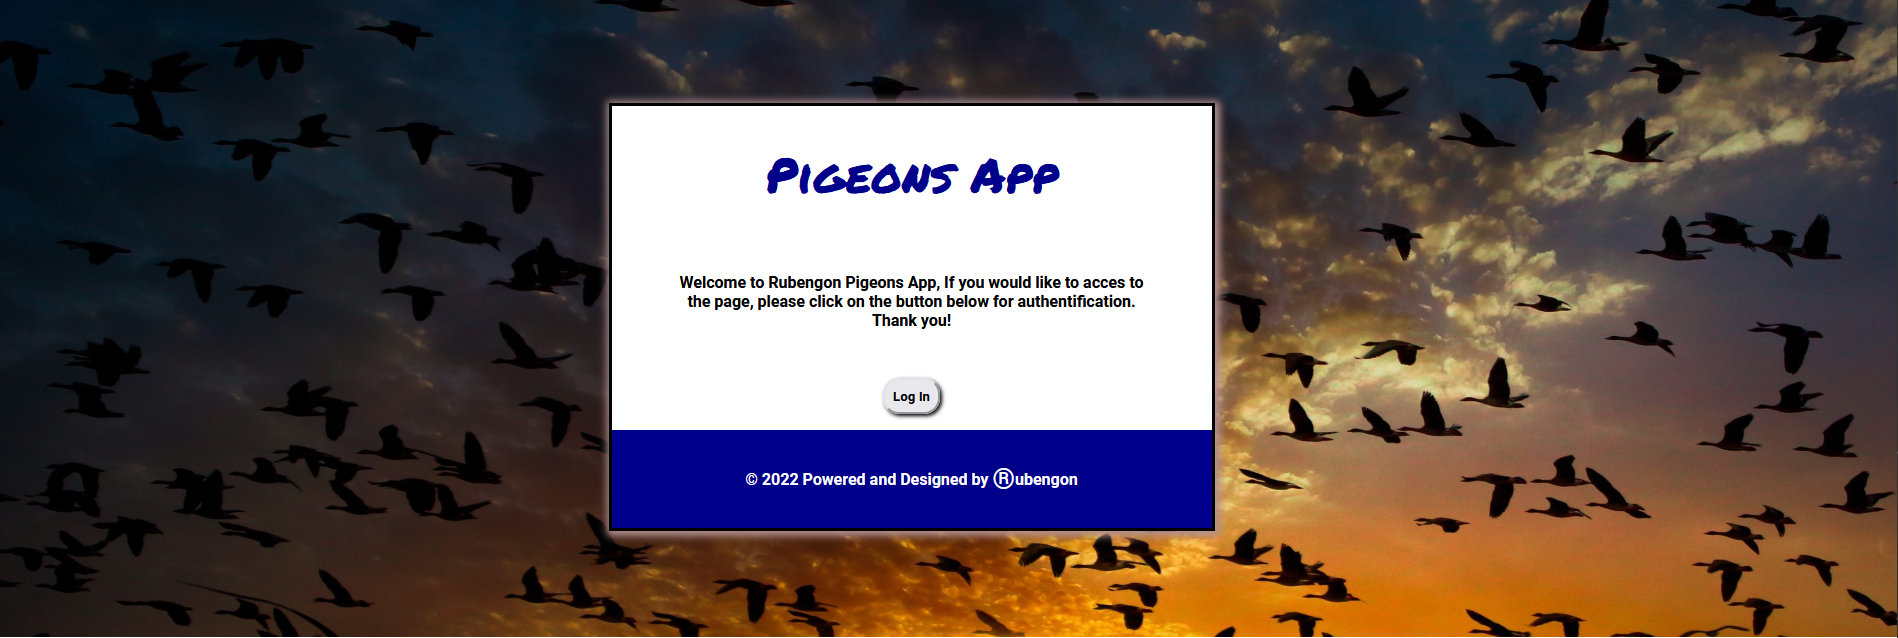 Pigeons App
Welcome to Rubengon Pigeons App, If you would like to acces to
the page, please click on the button below for authentification.
Thank you!
Log In
© 2022 Powered and Designed by Ⓡubengon